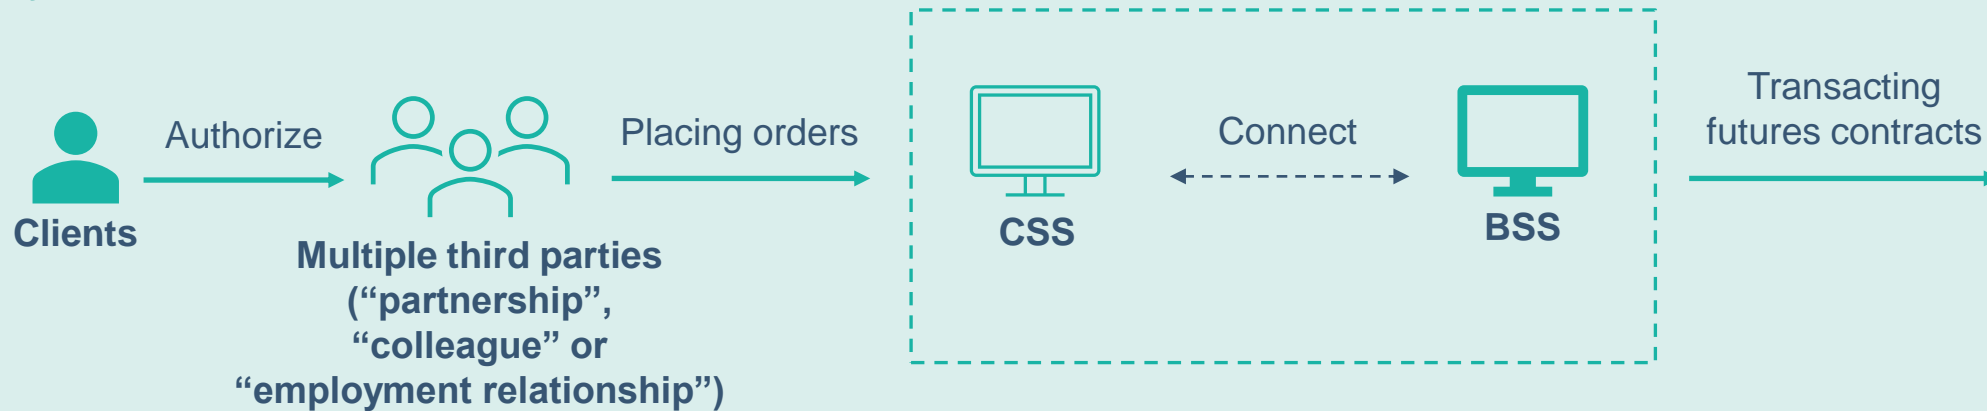 Clients
Authorize
Multiple third parties
(“partnership”,
“colleague” or
“employment relationship”)
Placing orders
CSS
Connect
BSS
Transacting
futures contracts